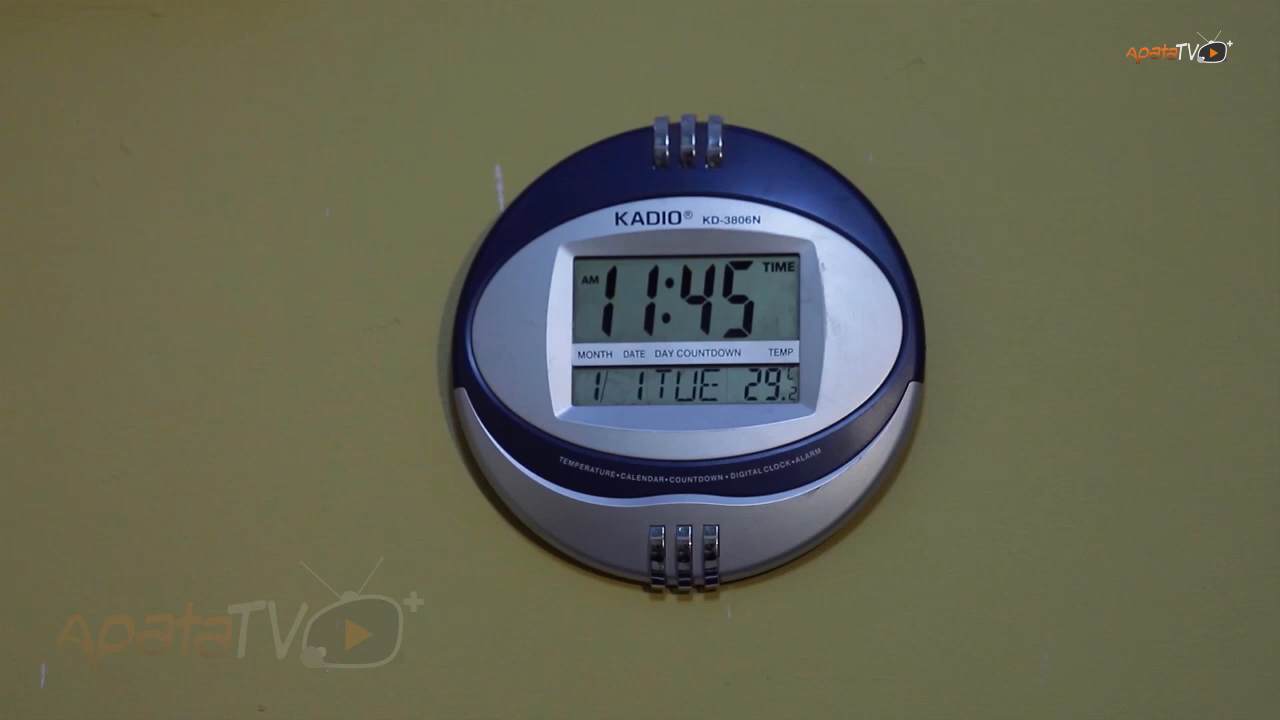 ApataTV+
KADIO® KD-3806N
AM 11:45 TIME
MONTH DATE DAY COUNTDOWN TEMP
1/ 1 TUE 29.2 C
TEMPERATURE•CALENDAR•COUNTDOWN•DIGITAL CLOCK•ALARM
ApataTV+